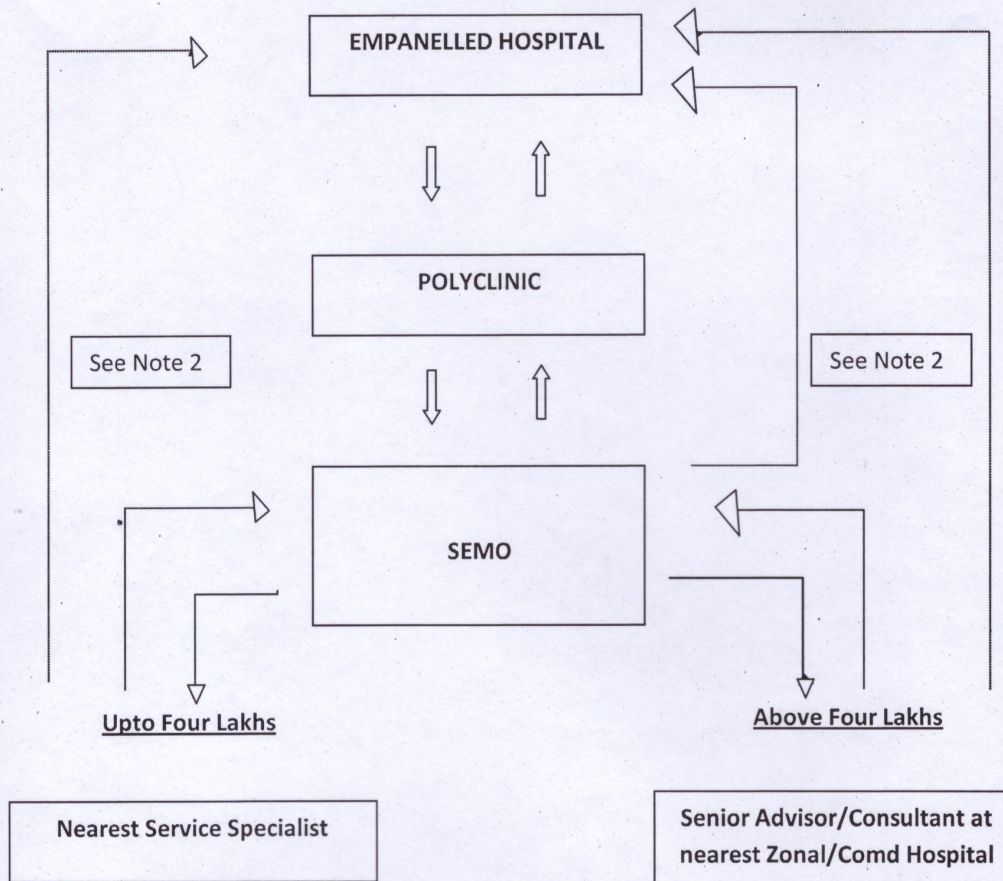 EMPANELLED HOSPITAL
POLYCLINIC
See Note 2
See Note 2
SEMO
Upto Four Lakhs
Above Four Lakhs
Nearest Service Specialist
Senior Advisor/Consultant at
nearest Zonal/Comd Hospital